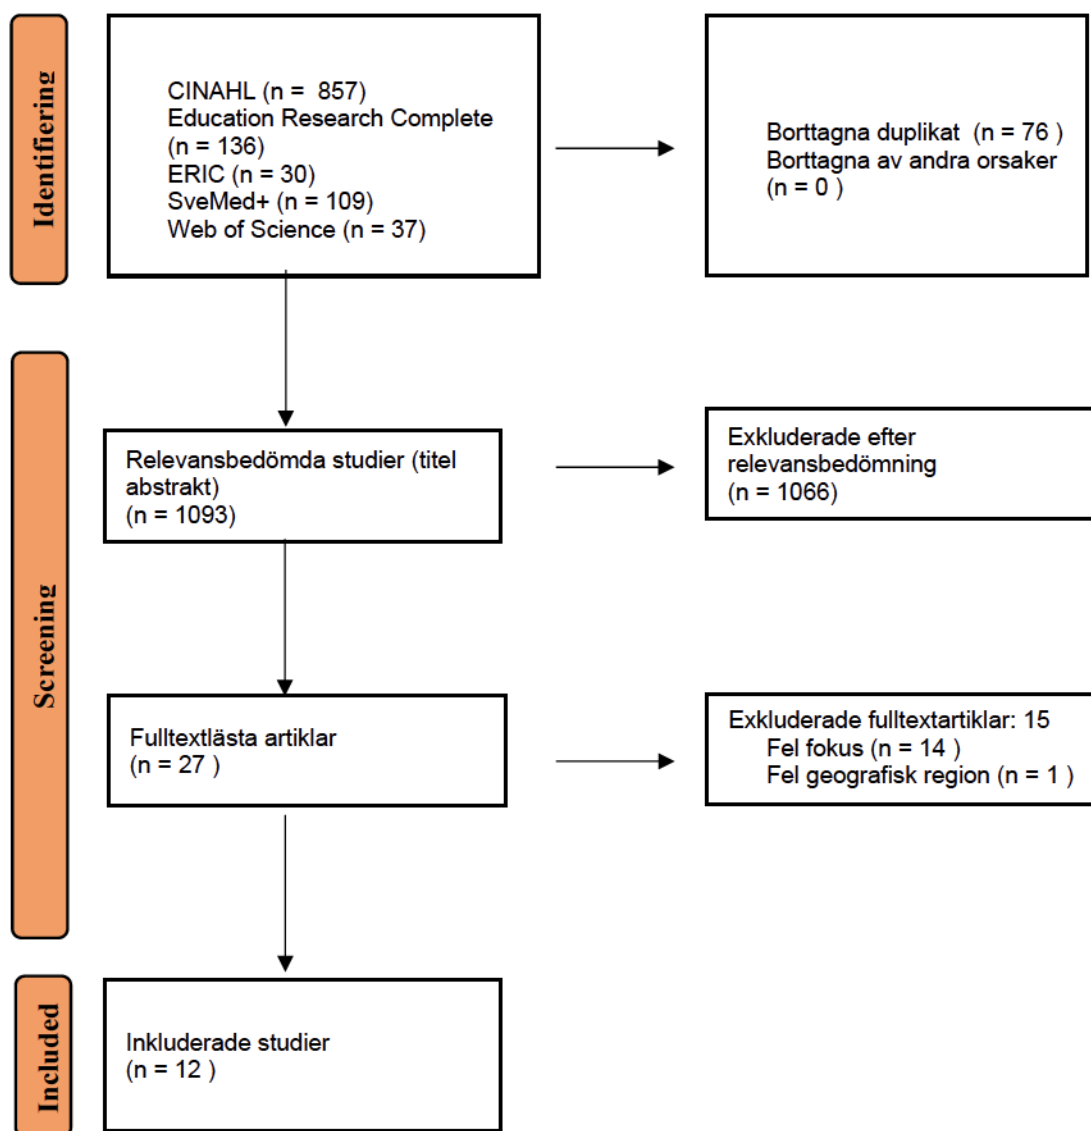 Identifiering
CINAHL (n =  857)
Education Research Complete
(n = 136)
ERIC (n = 30)
SveMed+ (n = 109)
Web of Science (n = 37)
Borttagna duplikat  (n = 76 )
Borttagna av andra orsaker
(n = 0 )
Screening
Relevansbedömda studier (titel
abstrakt)
(n = 1093)
Exkluderade efter
relevansbedömning
(n = 1066)
Fulltextlästa artiklar
(n = 27 )
Exkluderade fulltextartiklar: 15
Fel fokus (n = 14 )
Fel geografisk region (n = 1 )
Included
Inkluderade studier
(n = 12 )